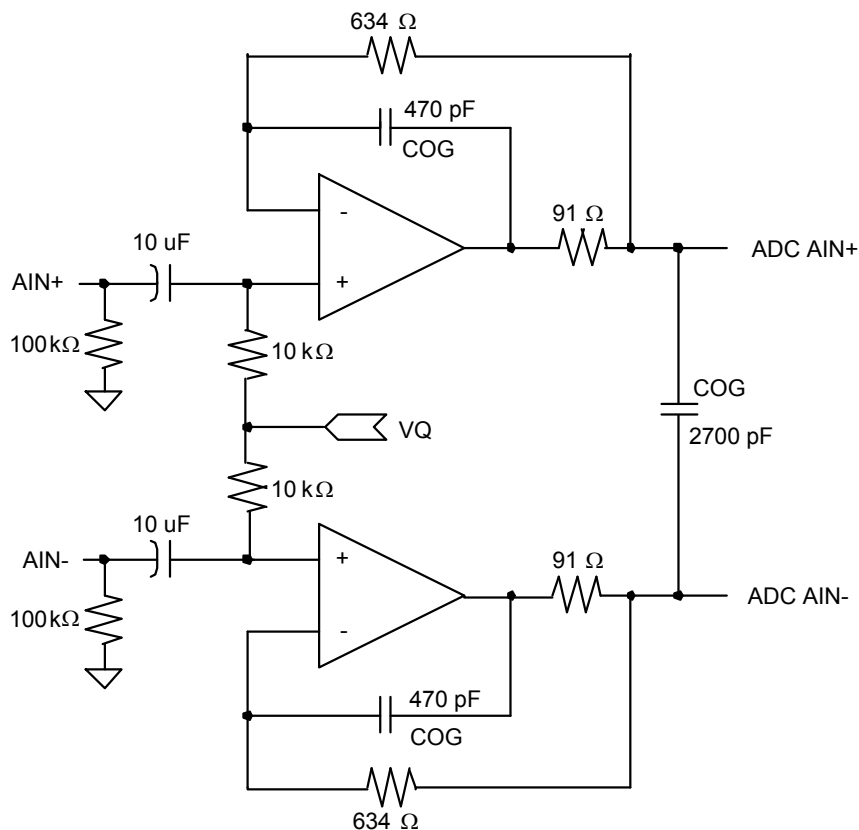 634 Ω
470 pF
COG
-
91 Ω
10 uF
ADC AIN+
AIN+
+
100kΩ
10 kΩ
COG
VQ
2700 pF
10 kΩ
10 uF
91 Ω
AIN-
+
ADC AIN-
100kΩ
-
470 pF
COG
634 Ω